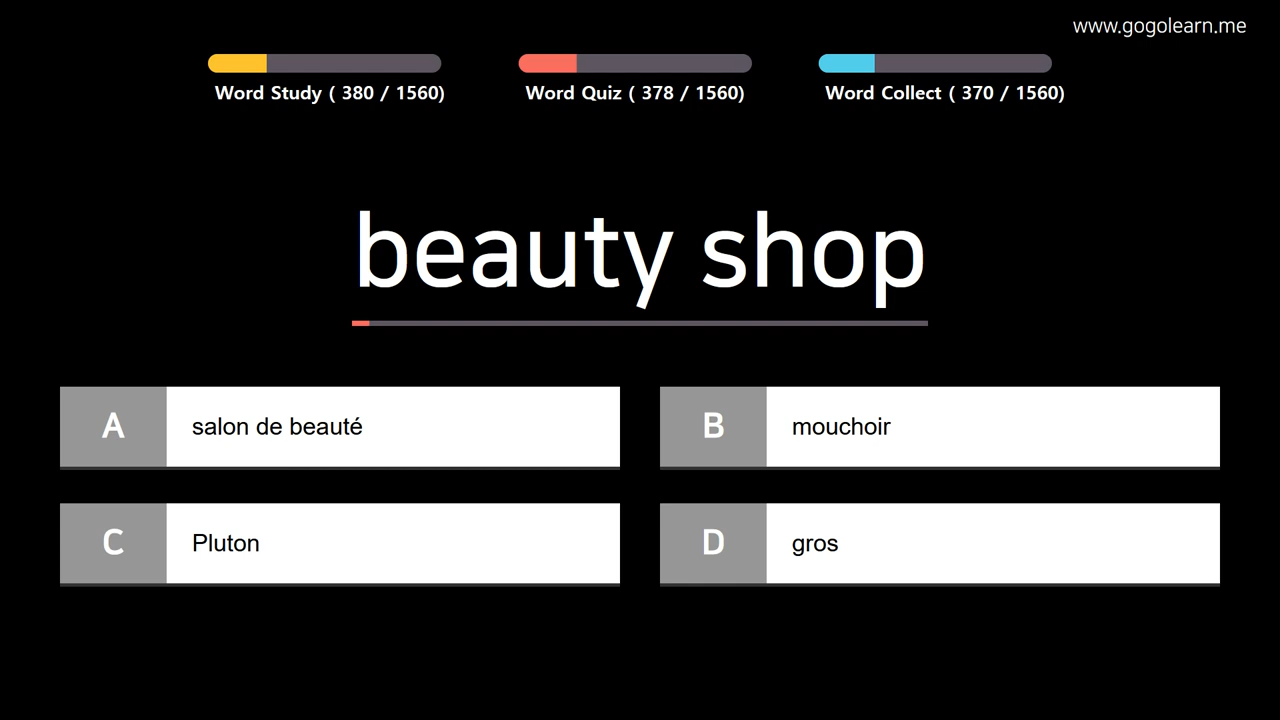 www.gogolearn.me
Word Study ( 380 / 1560)
Word Quiz ( 378 / 1560)
Word Collect ( 370 / 1560)
beauty shop
A salon de beauté
B mouchoir
C Pluton
D gros